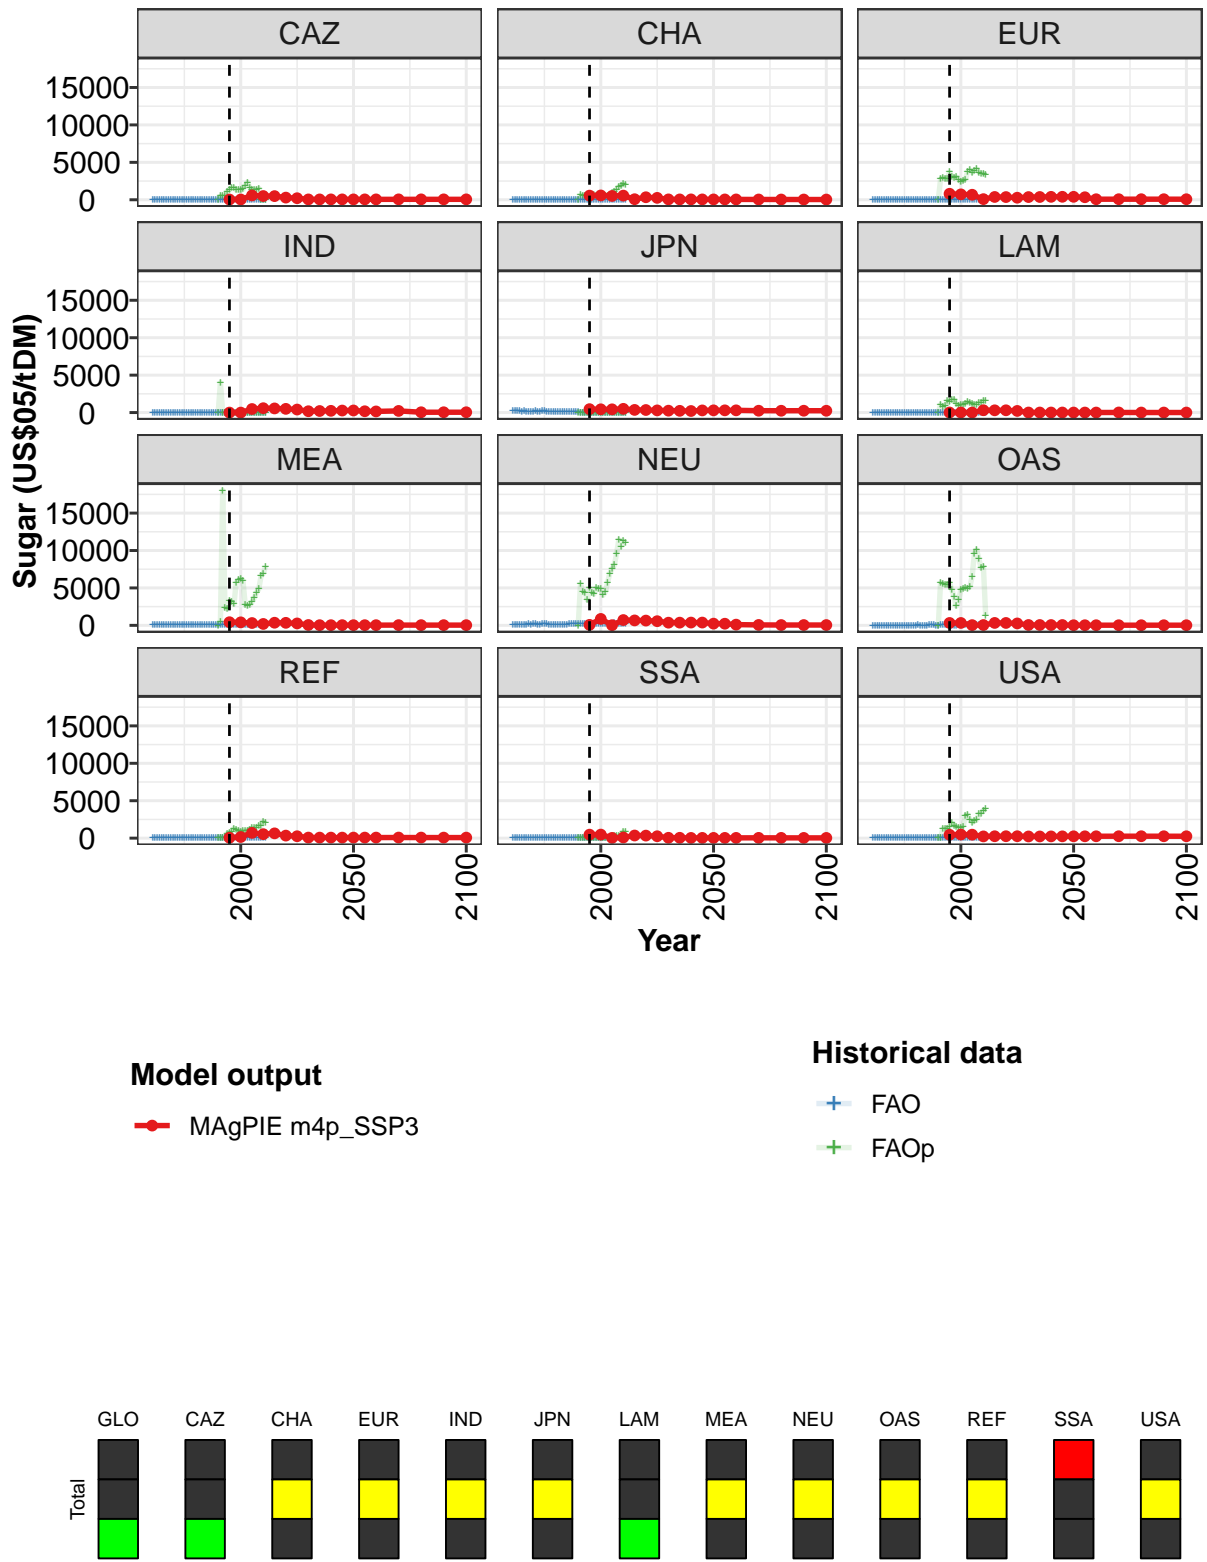 CAZ CHA EUR
15000
10000
5000
0
IND JPN LAM
15000
10000
5000
0
MEA NEU OAS
15000
10000
5000
0
REF SSA USA
15000
10000
5000
0
Sugar (US$05/tDM)
2000 2050 2100 2000 2050 2100 2000 2050 2100
Year
Model output
MAgPIE m4p_SSP3
Historical data
FAO
FAOp
GLO CAZ CHA EUR IND JPN LAM MEA NEU OAS REF SSA USA
Total